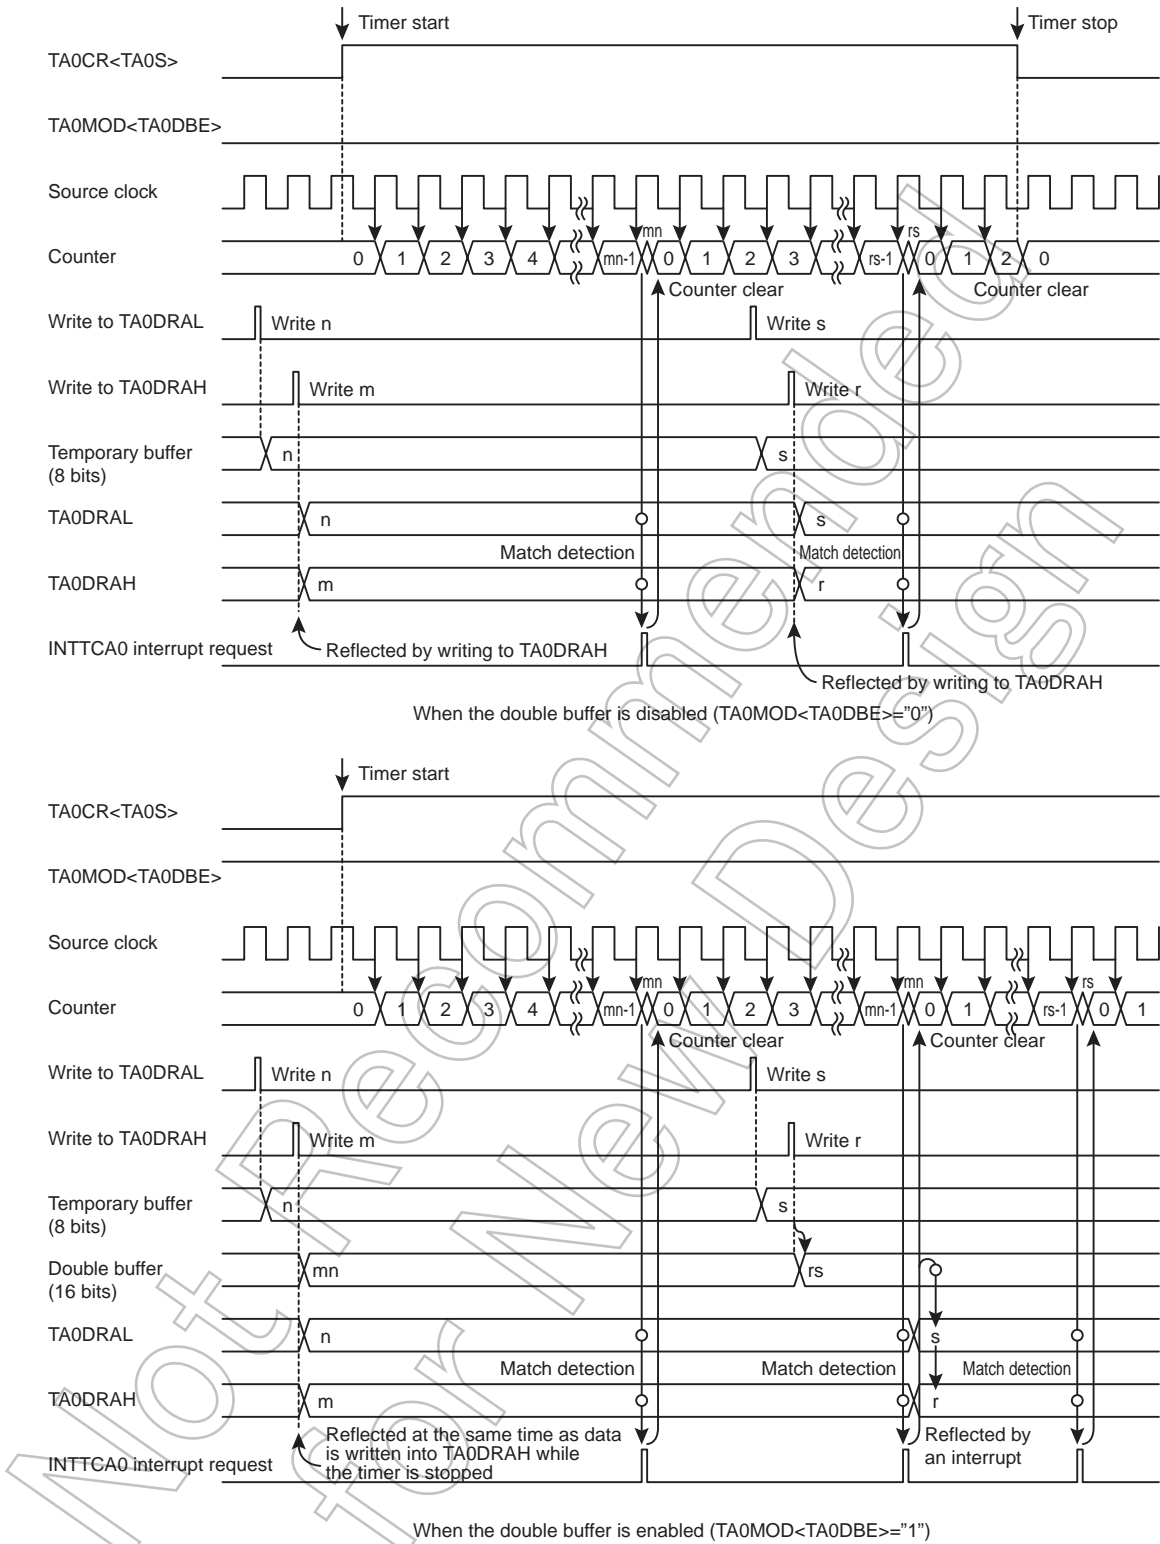 Timer start
Timer stop
TA0CR<TA0S>
TA0MOD<TA0DBE>
Source clock
mn
rs
Counter
0 1 2 3 4 mn-1 0 1 2 3 rs-1 0 1 2 0
Counter clear
Counter clear
Write to TA0DRAL
Write n
Write s
Write to TA0DRAH
Write m
Write r
Temporary buffer
(8 bits)
n
s
TA0DRAL
n
s
Match detection
Match detection
TA0DRAH
m
r
INTTCA0 interrupt request
Reflected by writing to TA0DRAH
Reflected by writing to TA0DRAH
When the double buffer is disabled (TA0MOD<TA0DBE>=”0”)
Timer start
TA0CR<TA0S>
TA0MOD<TA0DBE>
Source clock
mn
mn
rs
Counter
0 1 2 3 4 mn-1 0 1 2 3 mn-1 0 1 rs-1 0 1
Counter clear
Counter clear
Write to TA0DRAL
Write n
Write s
Write to TA0DRAH
Write m
Write r
Temporary buffer
(8 bits)
n
s
Double buffer
(16 bits)
mn
rs
TA0DRAL
n
s
Match detection
Match detection
Match detection
TA0DRAH
m
r
Reflected at the same time as data
is written into TA0DRAH while
the timer is stopped
Reflected by
an interrupt
INTTCA0 interrupt request
When the double buffer is enabled (TA0MOD<TA0DBE>=”1”)
Not Recommended
for New Design